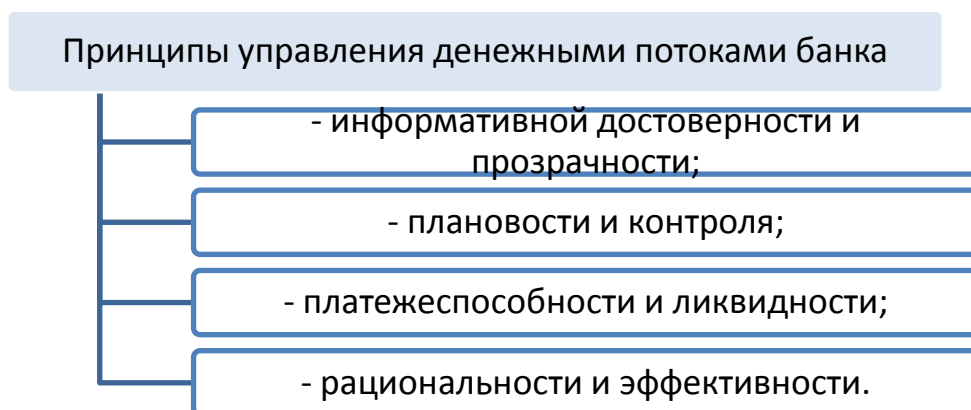 Принципы управления денежными потоками банка
- информативной достоверности и
прозрачности;
- плановости и контроля;
- платежеспособности и ликвидности;
- рациональности и эффективности.